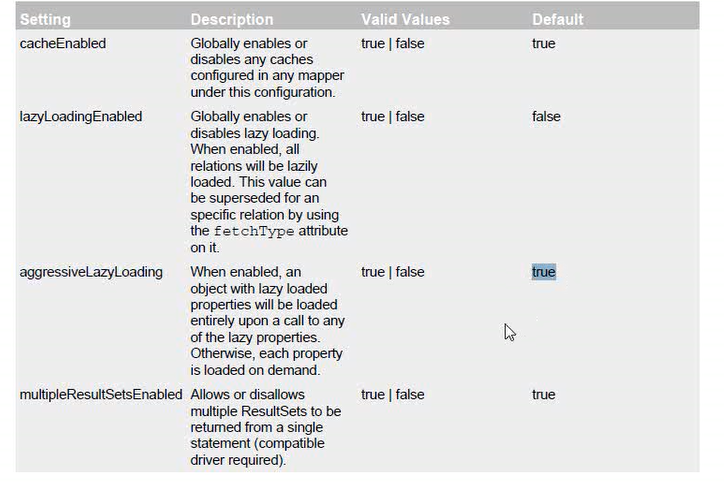 Setting Description Valid Values Default
cacheEnabled Globally enables or true | false true
disables any caches
configured in any mapper
under this configuration.
lazyLoadingEnabled Globally enables or true | false false
disables lazy loading.
When enabled, all
relations will be lazily
loaded. This value can
be superseded for an
specific relation by using
the fetchType attribute
on it.
aggressiveLazyLoading When enabled, an true | false true
object with lazy loaded
properties will be loaded
entirely upon a call to any
of the lazy properties.
Otherwise, each property
is loaded on demand.
multipleResultSetsEnabled Allows or disallows true | false true
multiple ResultSets to be
returned from a single
statement (compatible
driver required).